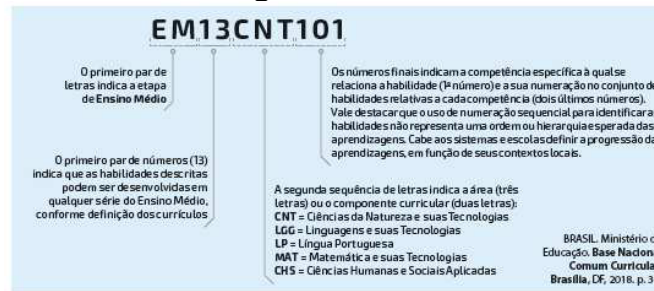 EM13CNT101
O primeiro par de
letras indica a etapa
de Ensino Médio
Os números finais indicam a competência específica à qual se
relaciona a habilidade (1º número) e a sua numeração no conjunto de
habilidades relativas a cada competência (dois últimos números).
Vale destacar que o uso de numeração sequencial para identificar a
habilidades não representa uma ordem ou hierarquia esperada das
aprendizagens. Cabe aos sistemas e escolas definir a progressão da
aprendizagens, em função de seus contextos locais.
O primeiro par de números (13)
indica que as habilidades descritas
podem ser desenvolvidas em
qualquer série do Ensino Médio,
conforme definição dos currículos
A segunda sequência de letras indica a área (três
letras) ou o componente curricular (duas letras):
CNT = Ciências da Natureza e suas Tecnologias
LGG = Linguagens e suas Tecnologias
LP = Língua Portuguesa
MAT = Matemática e suas Tecnologias
CHS = Ciências Humanas e Sociais Aplicadas
BRASIL. Ministério d
Educação. Base Naciona
Comum Curricula
Brasília, DF, 2018. p. 3